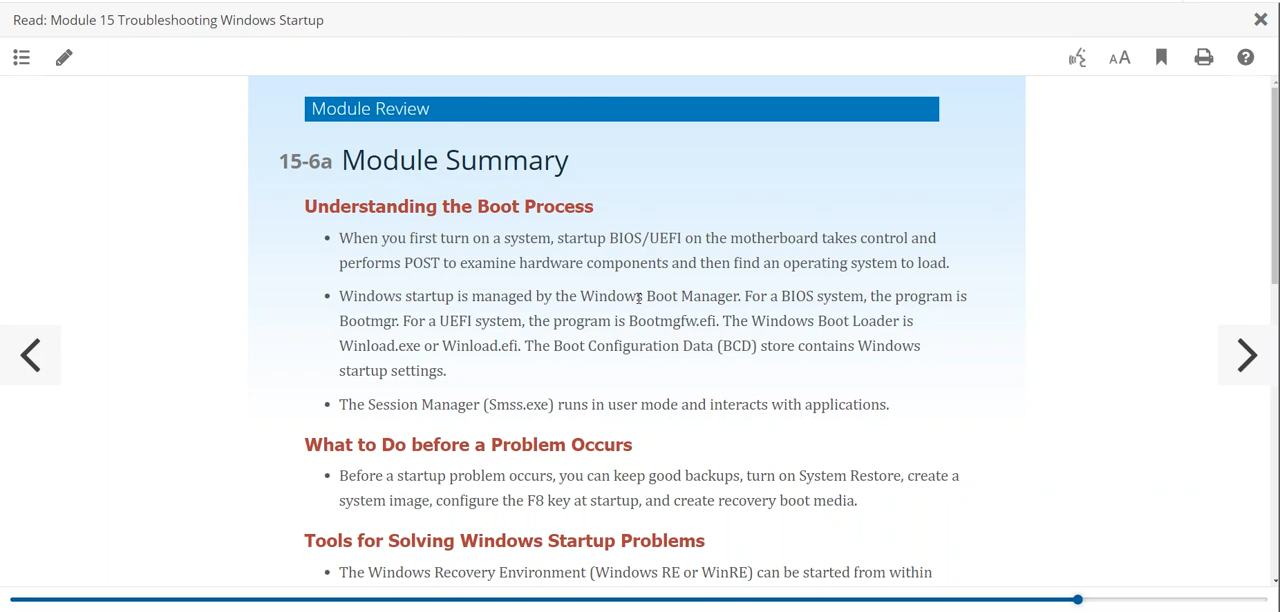 Read: Module 15 Troubleshooting Windows Startup
AA
Module Review
15-6a Module Summary
Understanding the Boot Process
• When you first turn on a system, startup BIOS/UEFI on the motherboard takes control and
performs POST to examine hardware components and then find an operating system to load.
• Windows startup is managed by the Windows Boot Manager. For a BIOS system, the program is
Bootmgr. For a UEFI system, the program is Bootmgfw.efi. The Windows Boot Loader is
Winload.exe or Winload.efi. The Boot Configuration Data (BCD) store contains Windows
startup settings.
• The Session Manager (Smss.exe) runs in user mode and interacts with applications.
What to Do before a Problem Occurs
• Before a startup problem occurs, you can keep good backups, turn on System Restore, create a
system image, configure the F8 key at startup, and create recovery boot media.
Tools for Solving Windows Startup Problems
• The Windows Recovery Environment (Windows RE or WinRE) can be started from within